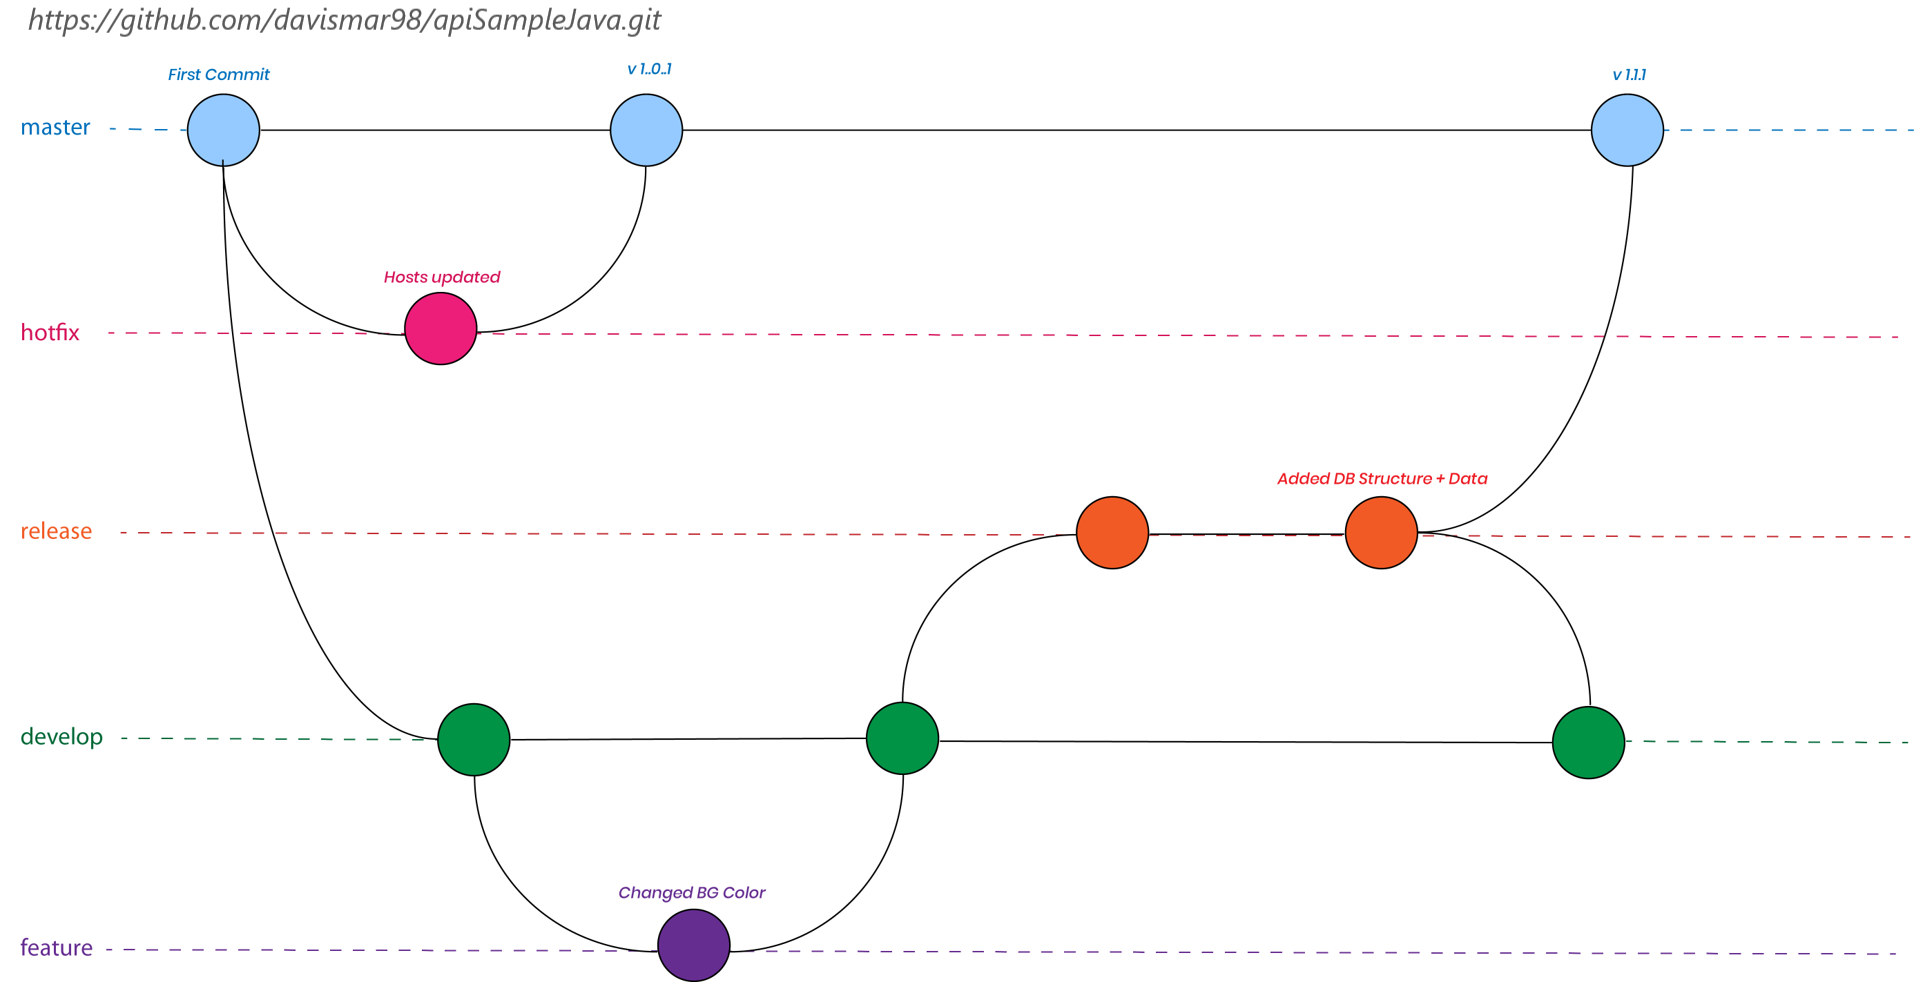 https://github.com/davismar98/apiSampleJava.git
First Commit
v 1..0..1
v 1.1.1
master
Hosts updated
hotfix
Added DB Structure + Data
release
develop
Changed BG Color
feature